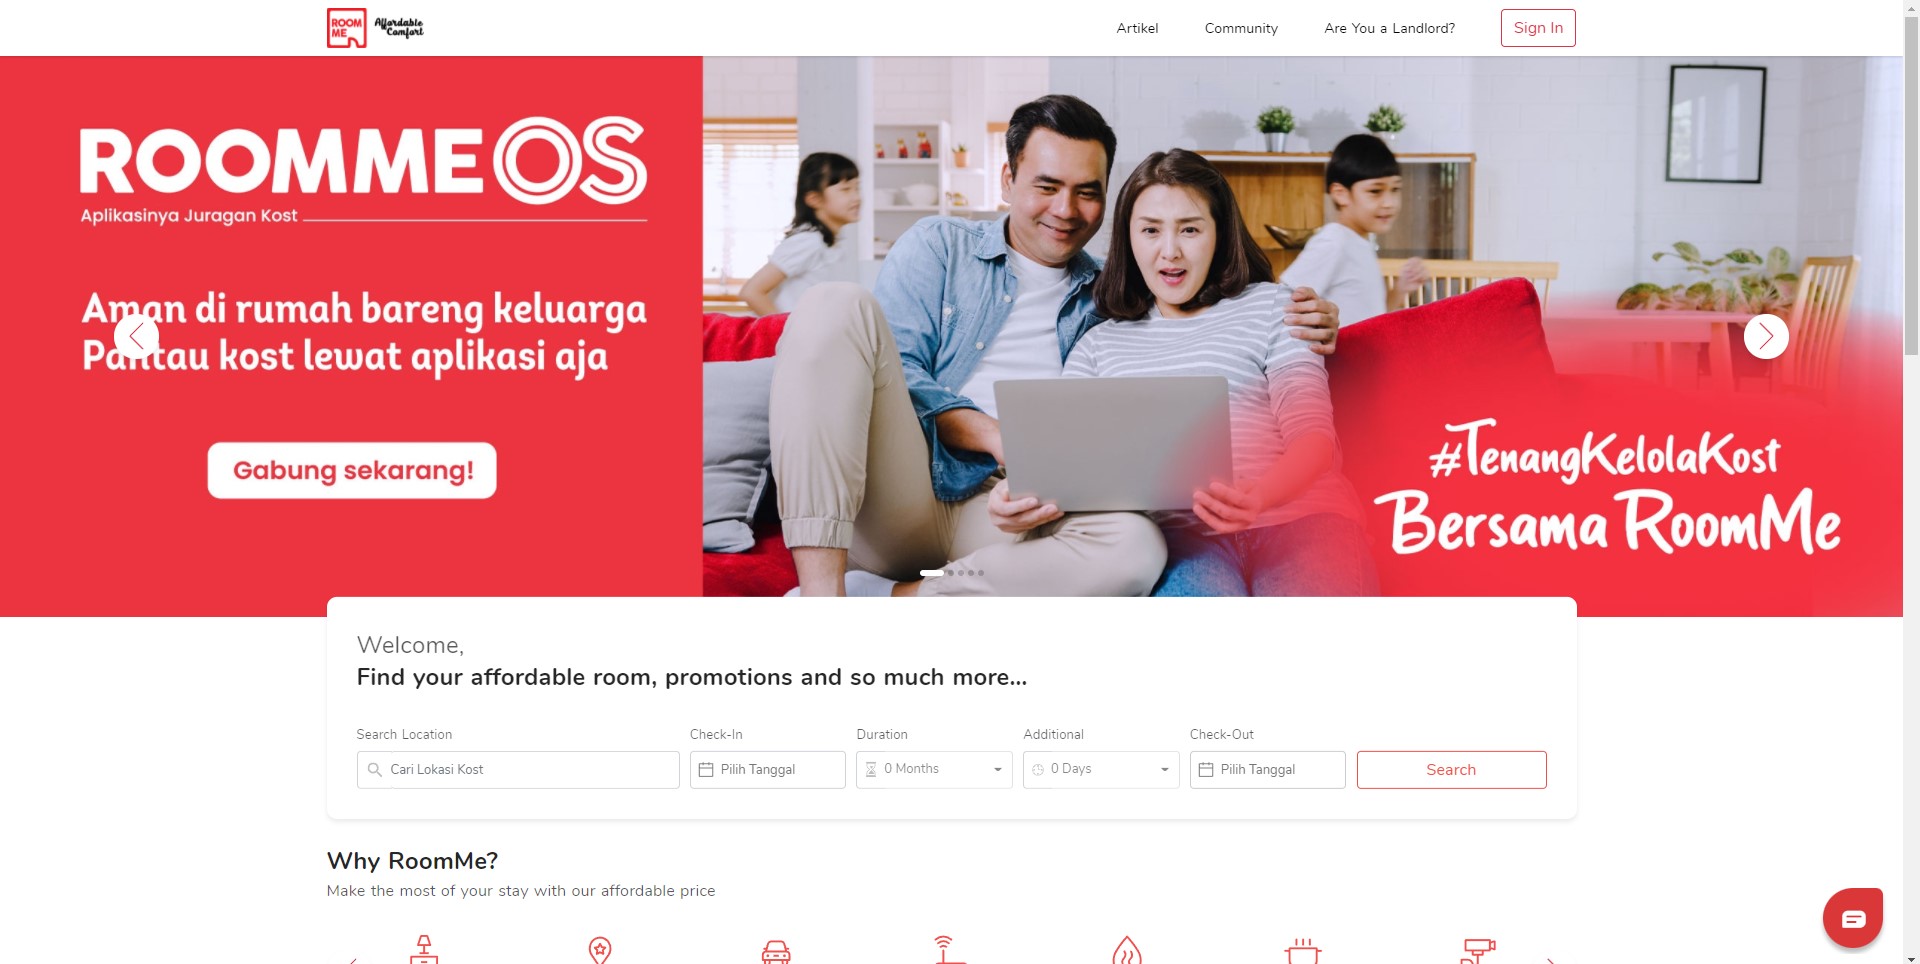 ROOM
ME
Affordable
Comfort
Artikel
Community
Are You a Landlord?
Sign In
ROOMMEOS
Aplikasinya Juragan Kost
Aman di rumah bareng keluarga
Pantau kost lewat aplikasi aja
Gabung sekarang!
#TenangKelolaKost
Bersama RoomMe
Welcome,
Find your affordable room, promotions and so much more...
Search Location
Check-In
Duration
Additional
Check-Out
Cari Lokasi Kost
Pilih Tanggal
0 Months
0 Days
Pilih Tanggal
Search
Why RoomMe?
Make the most of your stay with our affordable price